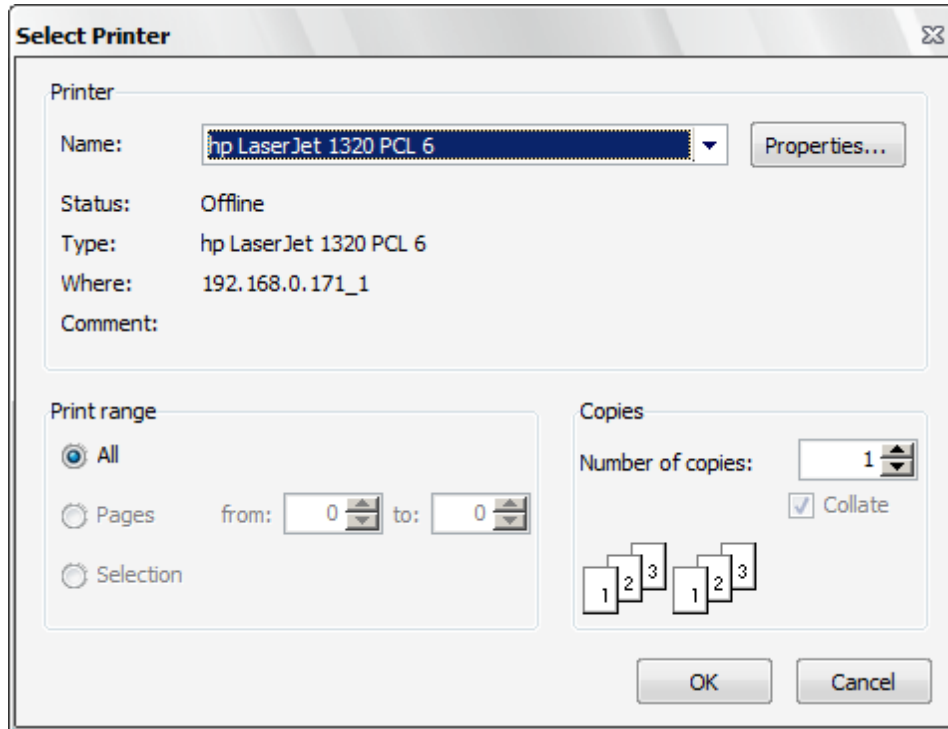 Select Printer
Printer
Name: hp LaserJet 1320 PCL 6 Properties...
Status: Offline
Type: hp LaserJet 1320 PCL 6
Where: 192.168.0.171_1
Comment:
Print range
All
Pages from: 0 to: 0
Selection
Copies
Number of copies: 1
Collate
1 2 3 1 2 3
OK Cancel